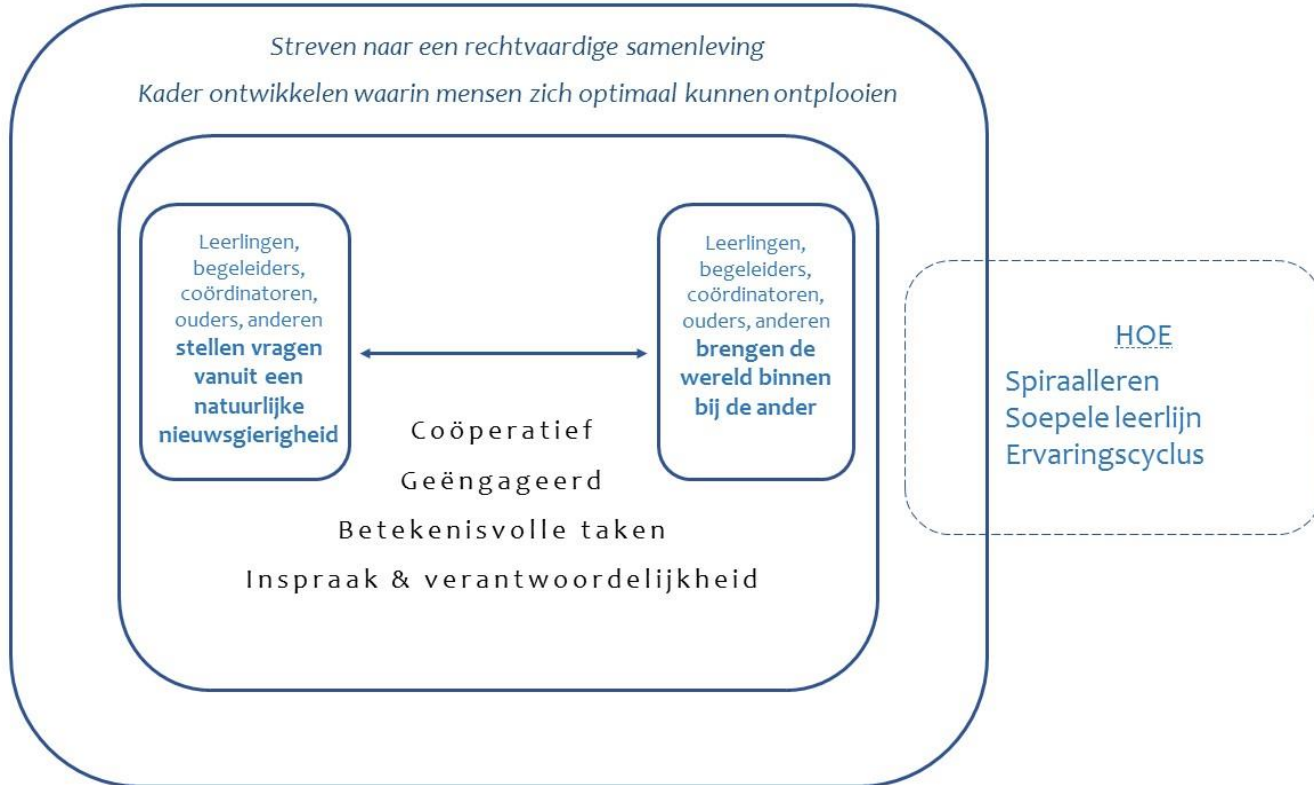 Streven naar een rechtvaardige samenleving
Kader ontwikkelen waarin mensen zich optimaal kunnen ontplooien
Leerlingen,
begeleiders,
coördinatoren,
ouders, anderen
stellen vragen
vanuit een
natuurlijke
nieuwsgierigheid
Leerlingen,
begeleiders,
coördinatoren,
ouders, anderen
brengen de
wereld binnen
bij de ander
Coöperatief
Geëngageerd
Betekenisvolle taken
Inspraak & verantwoordelijkheid
HOE
Spiraalleren
Soepele leerlijn
Ervaringscyclus